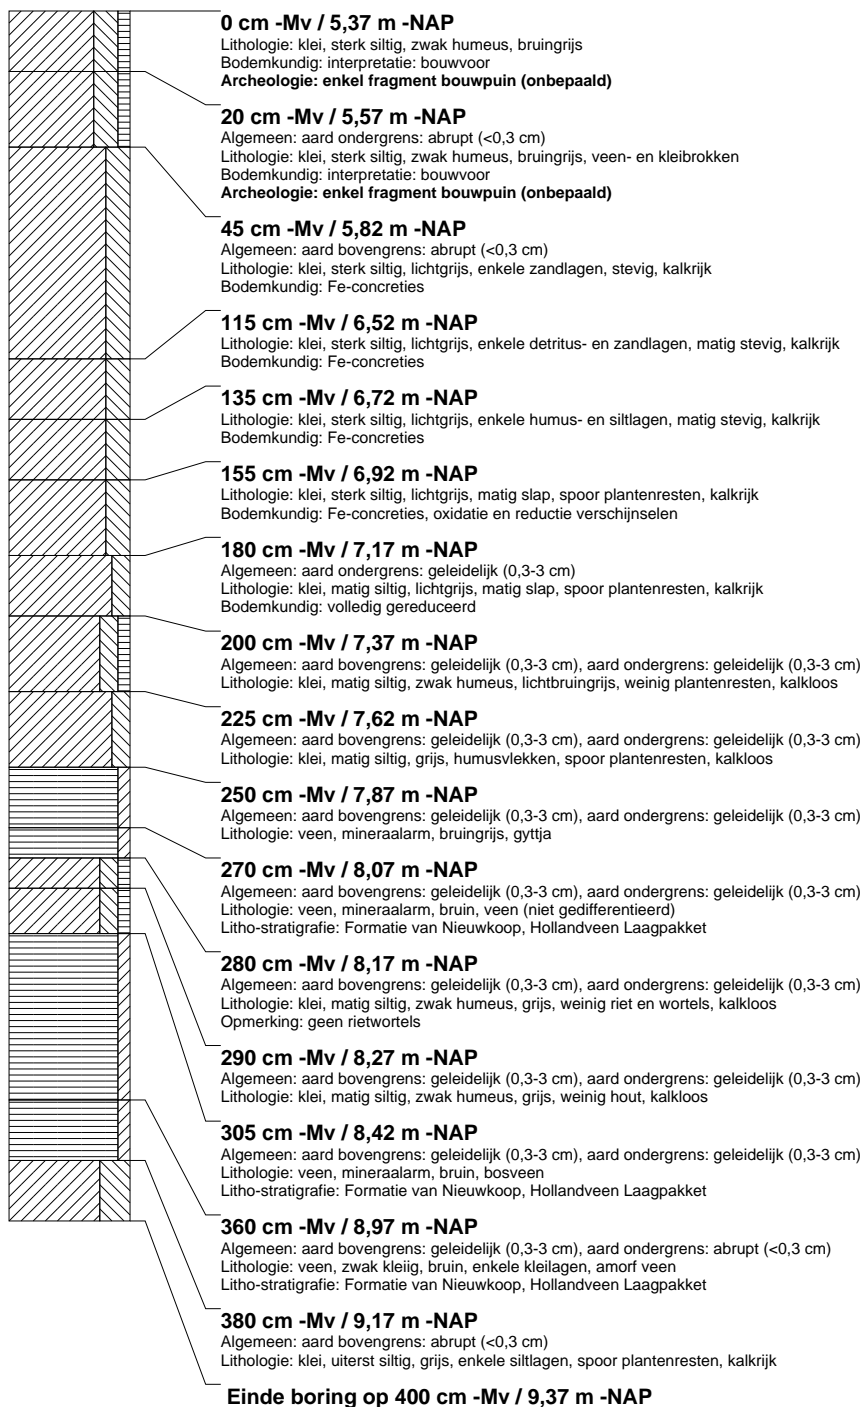 0 cm -Mv / 5,37 m -NAP
Lithologie: klei, sterk siltig, zwak humeus, bruingrijs
Bodemkundig: interpretatie: bouwvoor
Archeologie: enkel fragment bouwpuin (onbepaald)
20 cm -Mv / 5,57 m -NAP
Algemeen: aard ondergrens: abrupt (<0,3 cm)
Lithologie: klei, sterk siltig, zwak humeus, bruingrijs, veen- en kleibrokken
Bodemkundig: interpretatie: bouwvoor
Archeologie: enkel fragment bouwpuin (onbepaald)
45 cm -Mv / 5,82 m -NAP
Algemeen: aard bovengrens: abrupt (<0,3 cm)
Lithologie: klei, sterk siltig, lichtgrijs, enkele zandlagen, stevig, kalkrijk
Bodemkundig: Fe-concreties
115 cm -Mv / 6,52 m -NAP
Lithologie: klei, sterk siltig, lichtgrijs, enkele detritus- en zandlagen, matig stevig, kalkrijk
Bodemkundig: Fe-concreties
135 cm -Mv / 6,72 m -NAP
Lithologie: klei, sterk siltig, lichtgrijs, enkele humus- en siltlagen, matig stevig, kalkrijk
Bodemkundig: Fe-concreties
155 cm -Mv / 6,92 m -NAP
Lithologie: klei, sterk siltig, lichtgrijs, matig slap, spoor plantenresten, kalkrijk
Bodemkundig: Fe-concreties, oxidatie en reductie verschijnselen
180 cm -Mv / 7,17 m -NAP
Algemeen: aard ondergrens: geleidelijk (0,3-3 cm)
Lithologie: klei, matig siltig, lichtgrijs, matig slap, spoor plantenresten, kalkrijk
Bodemkundig: volledig gereduceerd
200 cm -Mv / 7,37 m -NAP
Algemeen: aard bovengrens: geleidelijk (0,3-3 cm), aard ondergrens: geleidelijk (0,3-3 cm)
Lithologie: klei, matig siltig, zwak humeus, lichtbruingrijs, weinig plantenresten, kalkloos
225 cm -Mv / 7,62 m -NAP
Algemeen: aard bovengrens: geleidelijk (0,3-3 cm), aard ondergrens: geleidelijk (0,3-3 cm)
Lithologie: klei, matig siltig, grijs, humusvlekken, spoor plantenresten, kalkloos
250 cm -Mv / 7,87 m -NAP
Algemeen: aard bovengrens: geleidelijk (0,3-3 cm), aard ondergrens: geleidelijk (0,3-3 cm)
Lithologie: veen, mineraalarm, bruingrijs, gyttja
270 cm -Mv / 8,07 m -NAP
Algemeen: aard bovengrens: geleidelijk (0,3-3 cm), aard ondergrens: geleidelijk (0,3-3 cm)
Lithologie: veen, mineraalarm, bruin, veen (niet gedifferentieerd)
Litho-stratigrafie: Formatie van Nieuwkoop, Hollandveen Laagpakket
280 cm -Mv / 8,17 m -NAP
Algemeen: aard bovengrens: geleidelijk (0,3-3 cm), aard ondergrens: geleidelijk (0,3-3 cm)
Lithologie: klei, matig siltig, zwak humeus, grijs, weinig riet en wortels, kalkloos
Opmerking: geen rietwortels
290 cm -Mv / 8,27 m -NAP
Algemeen: aard bovengrens: geleidelijk (0,3-3 cm), aard ondergrens: geleidelijk (0,3-3 cm)
Lithologie: klei, matig siltig, zwak humeus, grijs, weinig hout, kalkloos
305 cm -Mv / 8,42 m -NAP
Algemeen: aard bovengrens: geleidelijk (0,3-3 cm), aard ondergrens: geleidelijk (0,3-3 cm)
Lithologie: veen, mineraalarm, bruin, bosveen
Litho-stratigrafie: Formatie van Nieuwkoop, Hollandveen Laagpakket
360 cm -Mv / 8,97 m -NAP
Algemeen: aard bovengrens: geleidelijk (0,3-3 cm), aard ondergrens: abrupt (<0,3 cm)
Lithologie: veen, zwak kleiig, bruin, enkele kleilagen, amorf veen
Litho-stratigrafie: Formatie van Nieuwkoop, Hollandveen Laagpakket
380 cm -Mv / 9,17 m -NAP
Algemeen: aard bovengrens: abrupt (<0,3 cm)
Lithologie: klei, uiterst siltig, grijs, enkele siltlagen, spoor plantenresten, kalkrijk
Einde boring op 400 cm -Mv / 9,37 m -NAP